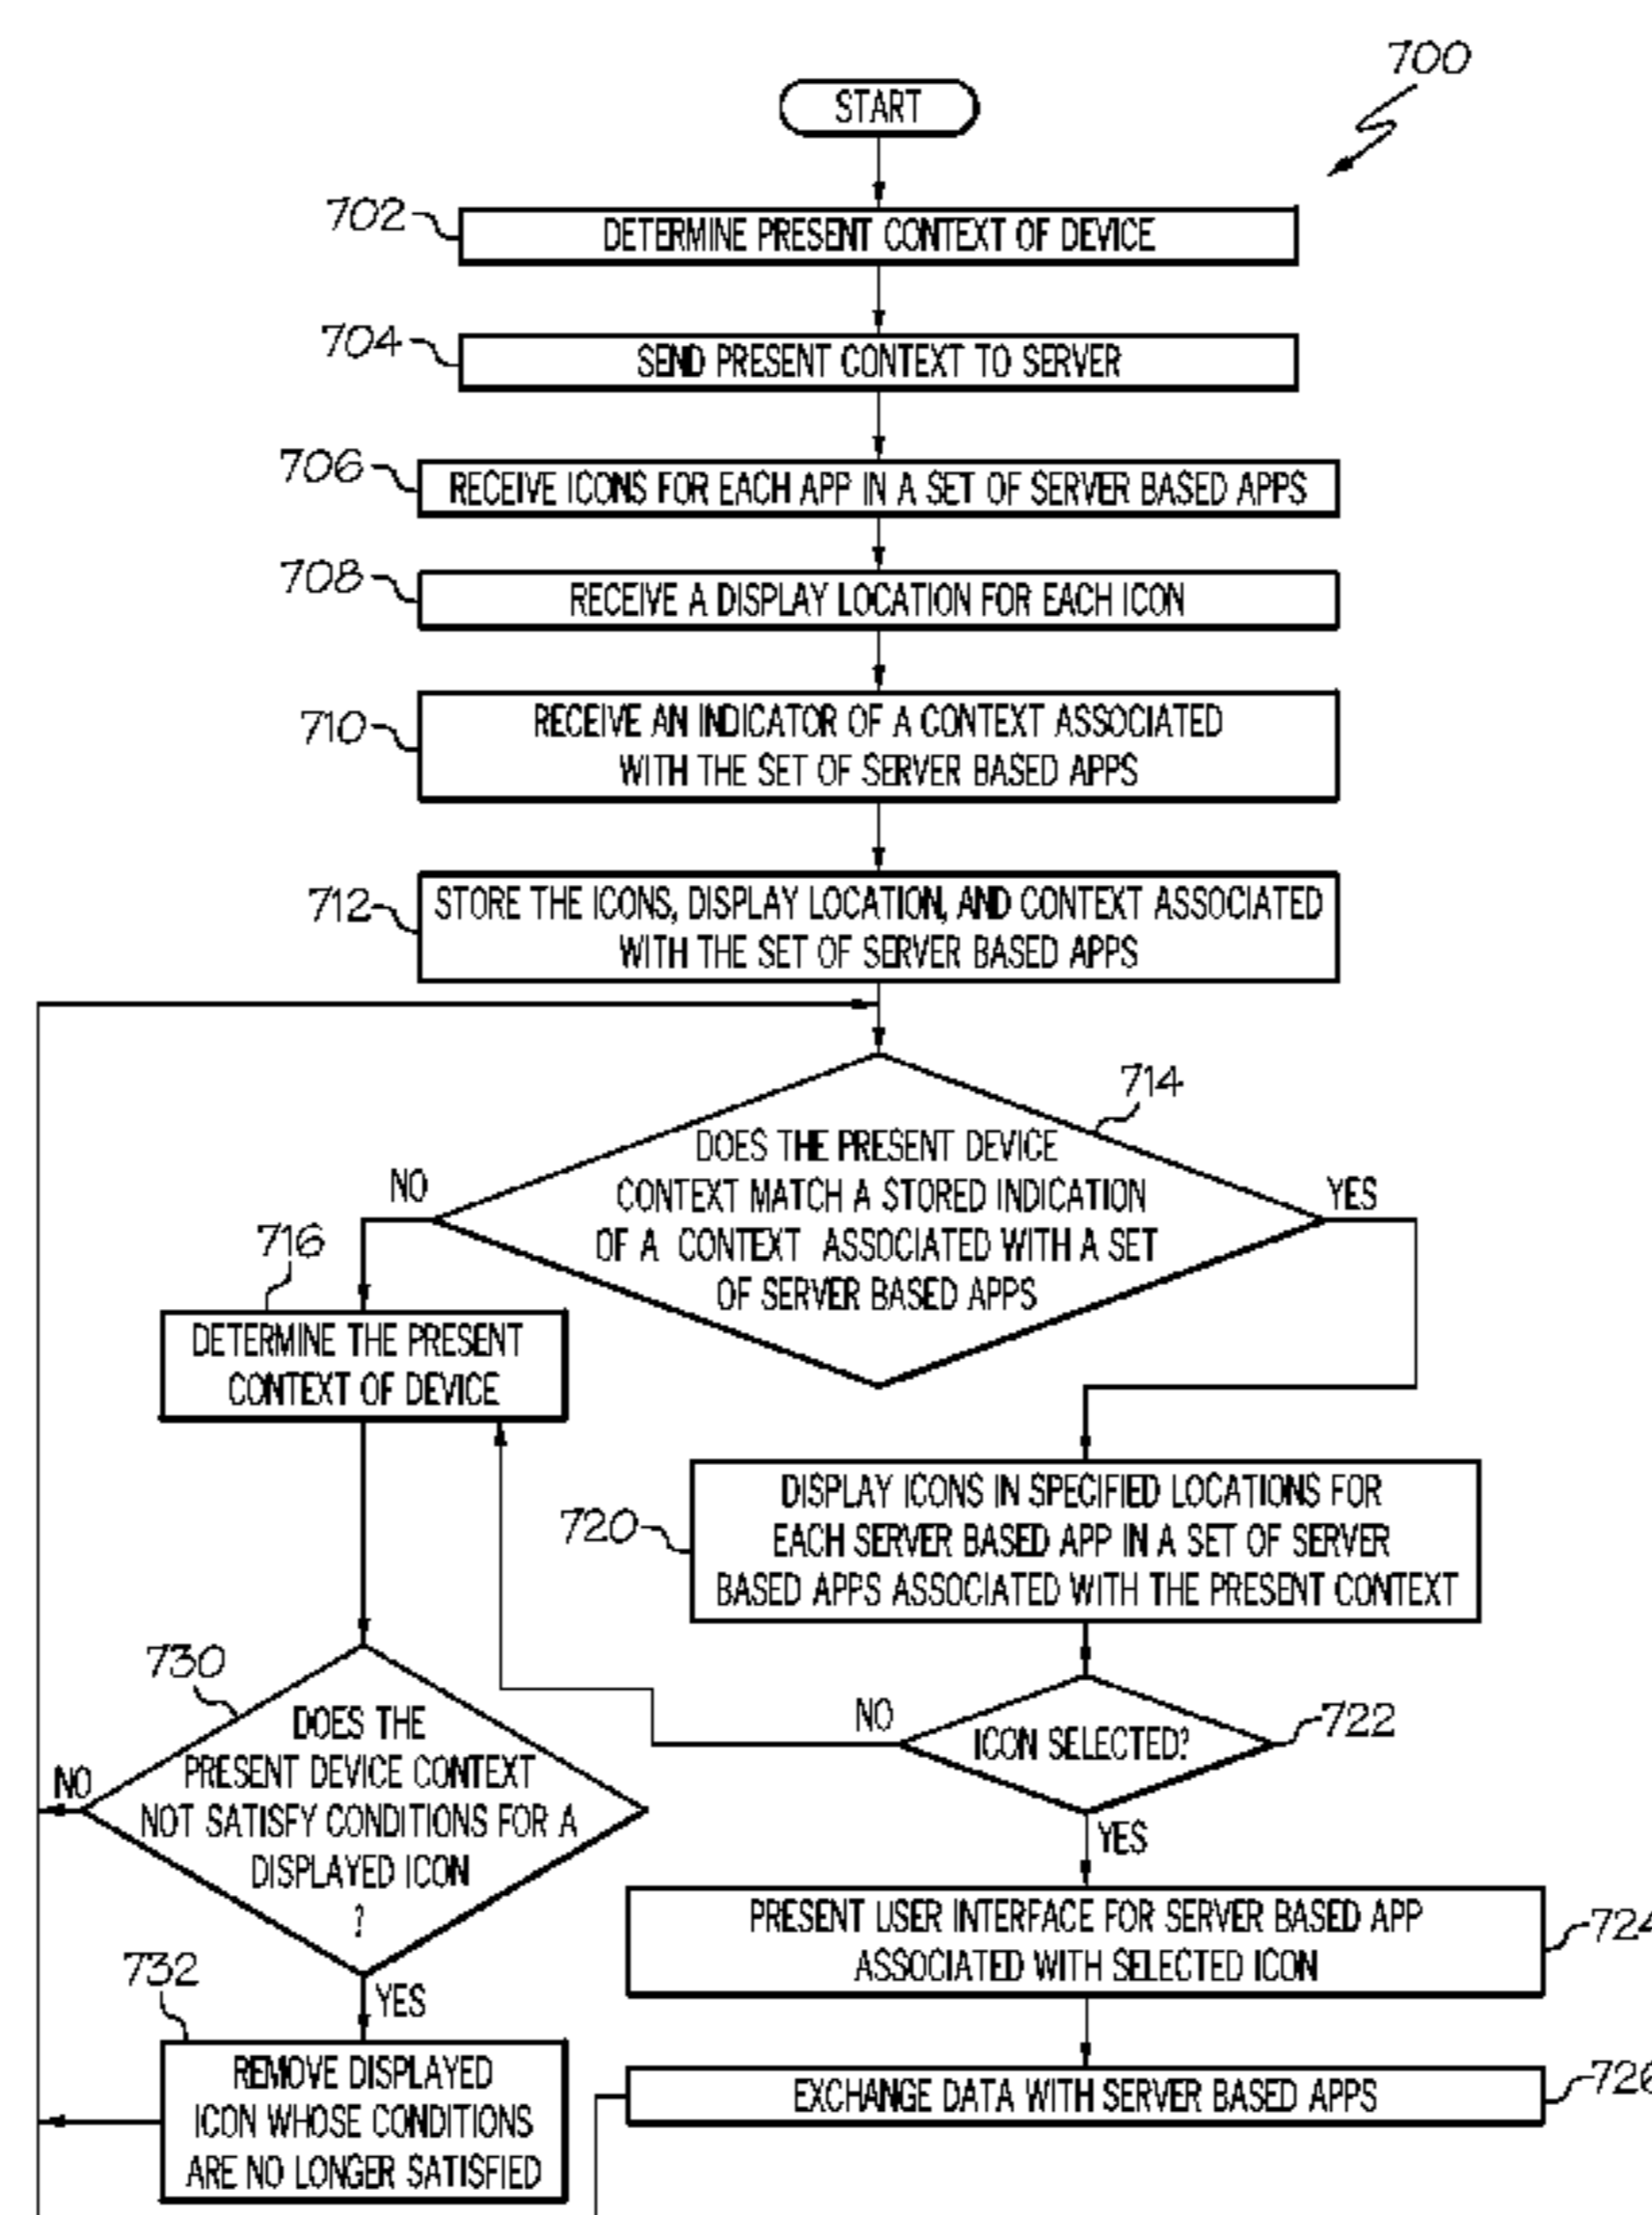 700
START
702
DETERMINE PRESENT CONTEXT OF DEVICE
704
SEND PRESENT CONTEXT TO SERVER
706
RECEIVE ICONS FOR EACH APP IN A SET OF SERVER BASED APPS
708
RECEIVE A DISPLAY LOCATION FOR EACH ICON
710
RECEIVE AN INDICATOR OF A CONTEXT ASSOCIATED
WITH THE SET OF SERVER BASED APPS
712
STORE THE ICONS, DISPLAY LOCATION, AND CONTEXT ASSOCIATED
WITH THE SET OF SERVER BASED APPS
714
DOES THE PRESENT DEVICE
CONTEXT MATCH A STORED INDICATION
OF A CONTEXT ASSOCIATED WITH A SET
OF SERVER BASED APPS
NO
YES
716
DETERMINE THE PRESENT
CONTEXT OF DEVICE
720
DISPLAY ICONS IN SPECIFIED LOCATIONS FOR
EACH SERVER BASED APP IN A SET OF SERVER
BASED APPS ASSOCIATED WITH THE PRESENT CONTEXT
730
DOES THE
PRESENT DEVICE CONTEXT
NOT SATISFY CONDITIONS FOR A
DISPLAYED ICON
?
NO
YES
722
ICON SELECTED?
NO
YES
724
PRESENT USER INTERFACE FOR SERVER BASED APP
ASSOCIATED WITH SELECTED ICON
732
REMOVE DISPLAYED
ICON WHOSE CONDITIONS
ARE NO LONGER SATISFIED
726
EXCHANGE DATA WITH SERVER BASED APPS